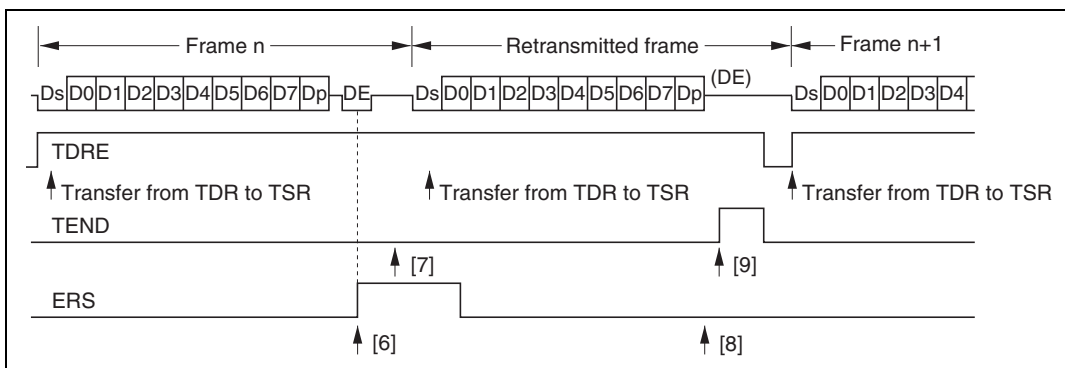 Frame n Retransmitted frame Frame n+1
Ds D0 D1 D2 D3 D4 D5 D6 D7 Dp DE Ds D0 D1 D2 D3 D4 D5 D6 D7 Dp (DE) Ds D0 D1 D2 D3 D4
TDRE
Transfer from TDR to TSR Transfer from TDR to TSR Transfer from TDR to TSR
TEND
[7] [9]
ERS
[6] [8]